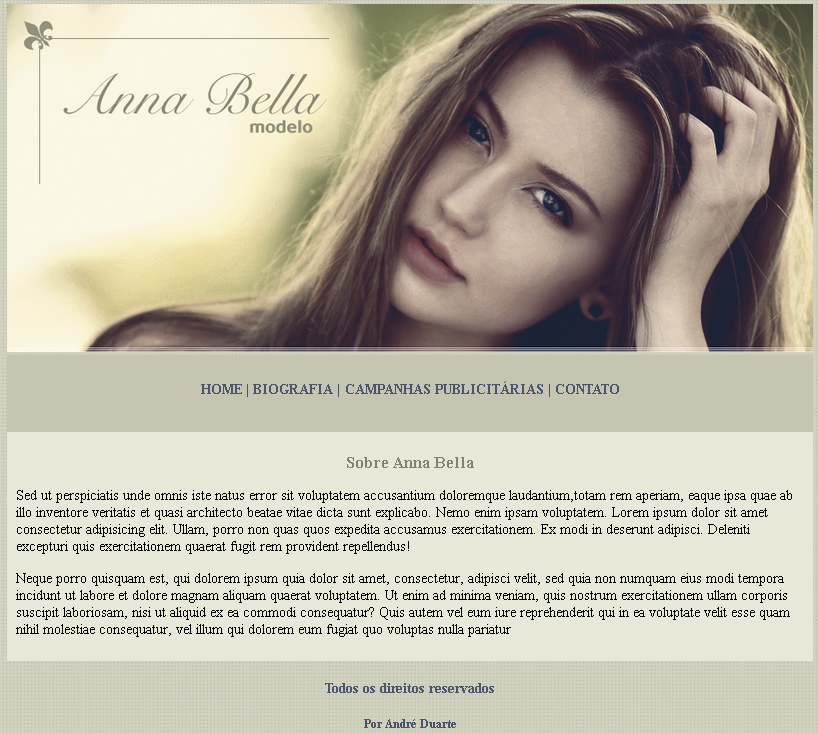 Anna Bella
modelo
HOME | BIOGRAFIA | CAMPANHAS PUBLICITÁRIAS | CONTATO
Sobre Anna Bella
Sed ut perspiciatis unde omnis iste natus error sit voluptatem accusantium doloremque laudantium,totam rem aperiam, eaque ipsa quae ab
illo inventore veritatis et quasi architecto beatae vitae dicta sunt explicabo. Nemo enim ipsam voluptatem. Lorem ipsum dolor sit amet
consectetur adipisicing elit. Ullam, porro non quas quos expedita accusamus exercitationem. Ex modi in deserunt adipisci. Deleniti
excepturi quis exercitationem quaerat fugit rem provident repellendus!
Neque porro quisquam est, qui dolorem ipsum quia dolor sit amet, consectetur, adipisci velit, sed quia non numquam eius modi tempora
incidunt ut labore et dolore magnam aliquam quaerat voluptatem. Ut enim ad minima veniam, quis nostrum exercitationem ullam corporis
suscipit laboriosam, nisi ut aliquid ex ea commodi consequatur? Quis autem vel eum iure reprehenderit qui in ea voluptate velit esse quam
nihil molestiae consequatur, vel illum qui dolorem eum fugiat quo voluptas nulla pariatur
Todos os direitos reservados
Por André Duarte